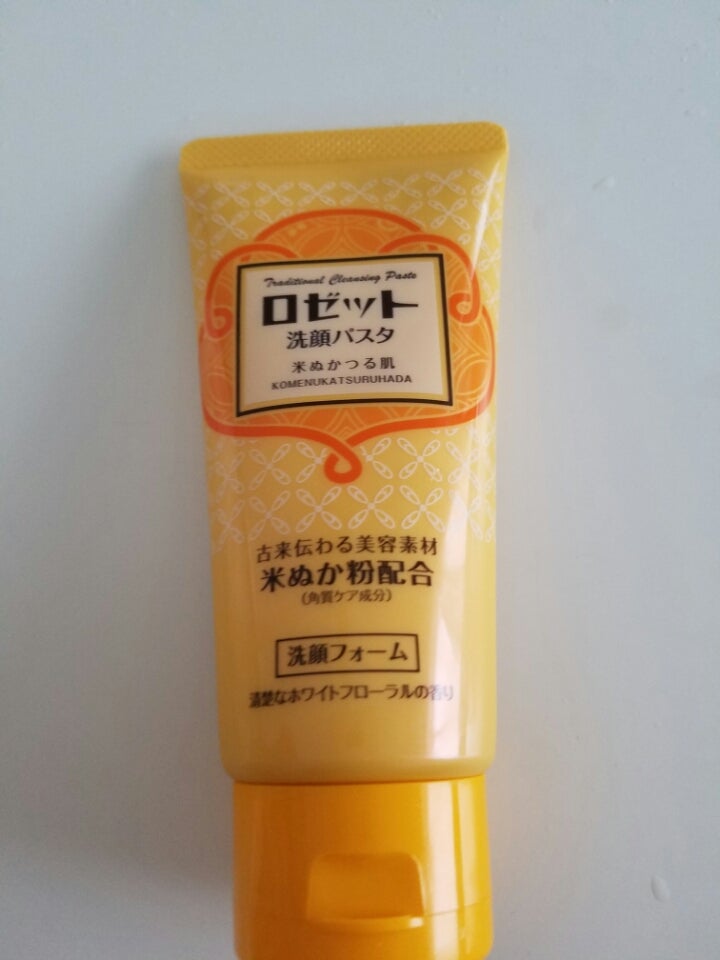 Traditional Cleansing Paste
ロゼット
洗顔パスタ
米ぬかつる肌
KOMENUKATSURUHADA
古来伝わる美容素材
米ぬか粉配合
(角質ケア成分)
洗顔フォーム
清楚なホワイトフローラルの香り